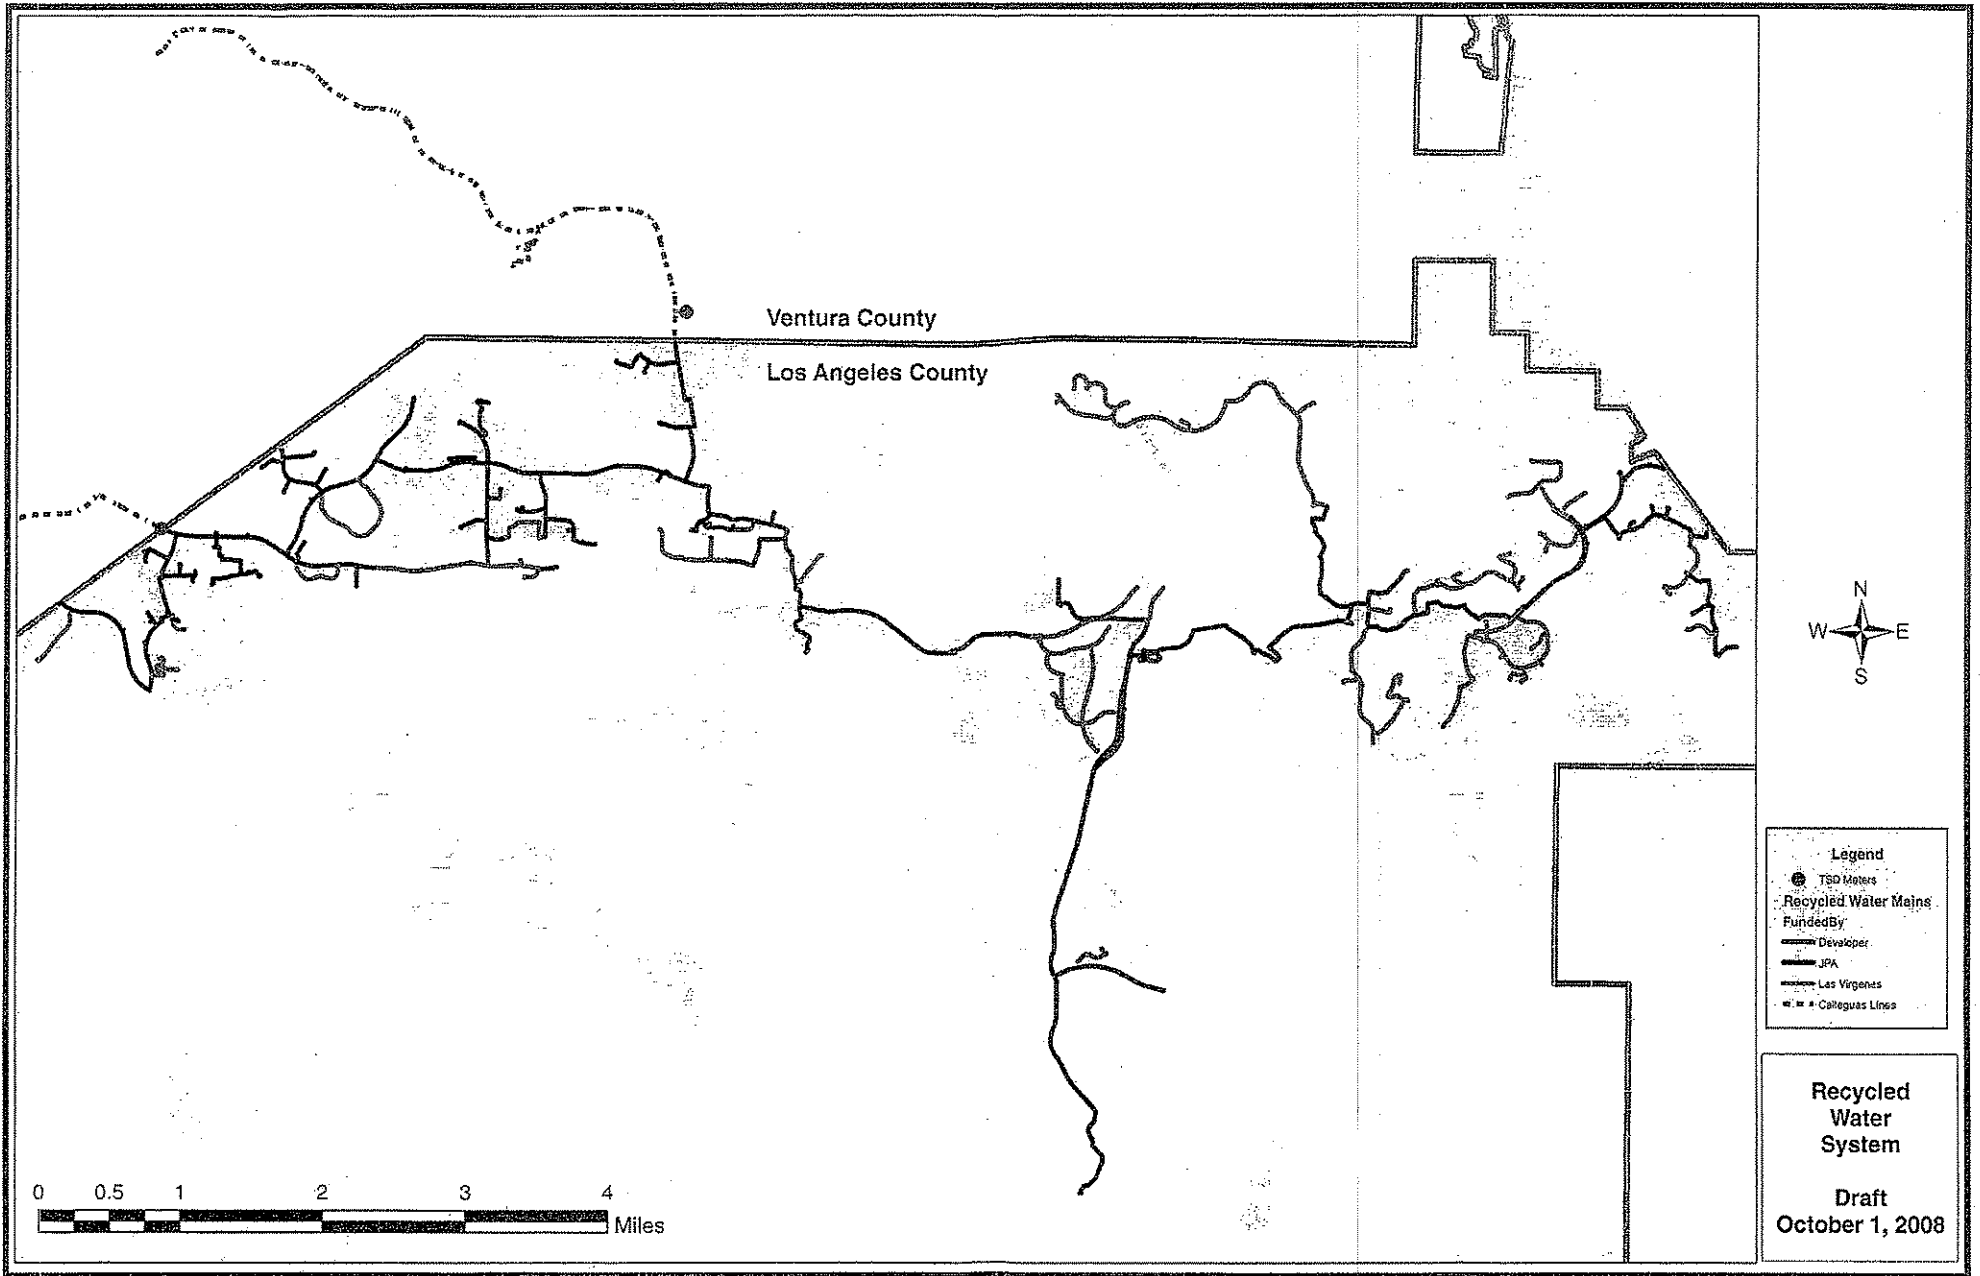 Ventura County
Los Angeles County
N
W E
S
Legend
TSD Meters
Recycled Water Mains
FundedBy
Developer
JPA
Las Virgenes
Calleguas Lines
Recycled
Water
System
Draft
October 1, 2008
0 0.5 1 2 3 4
Miles